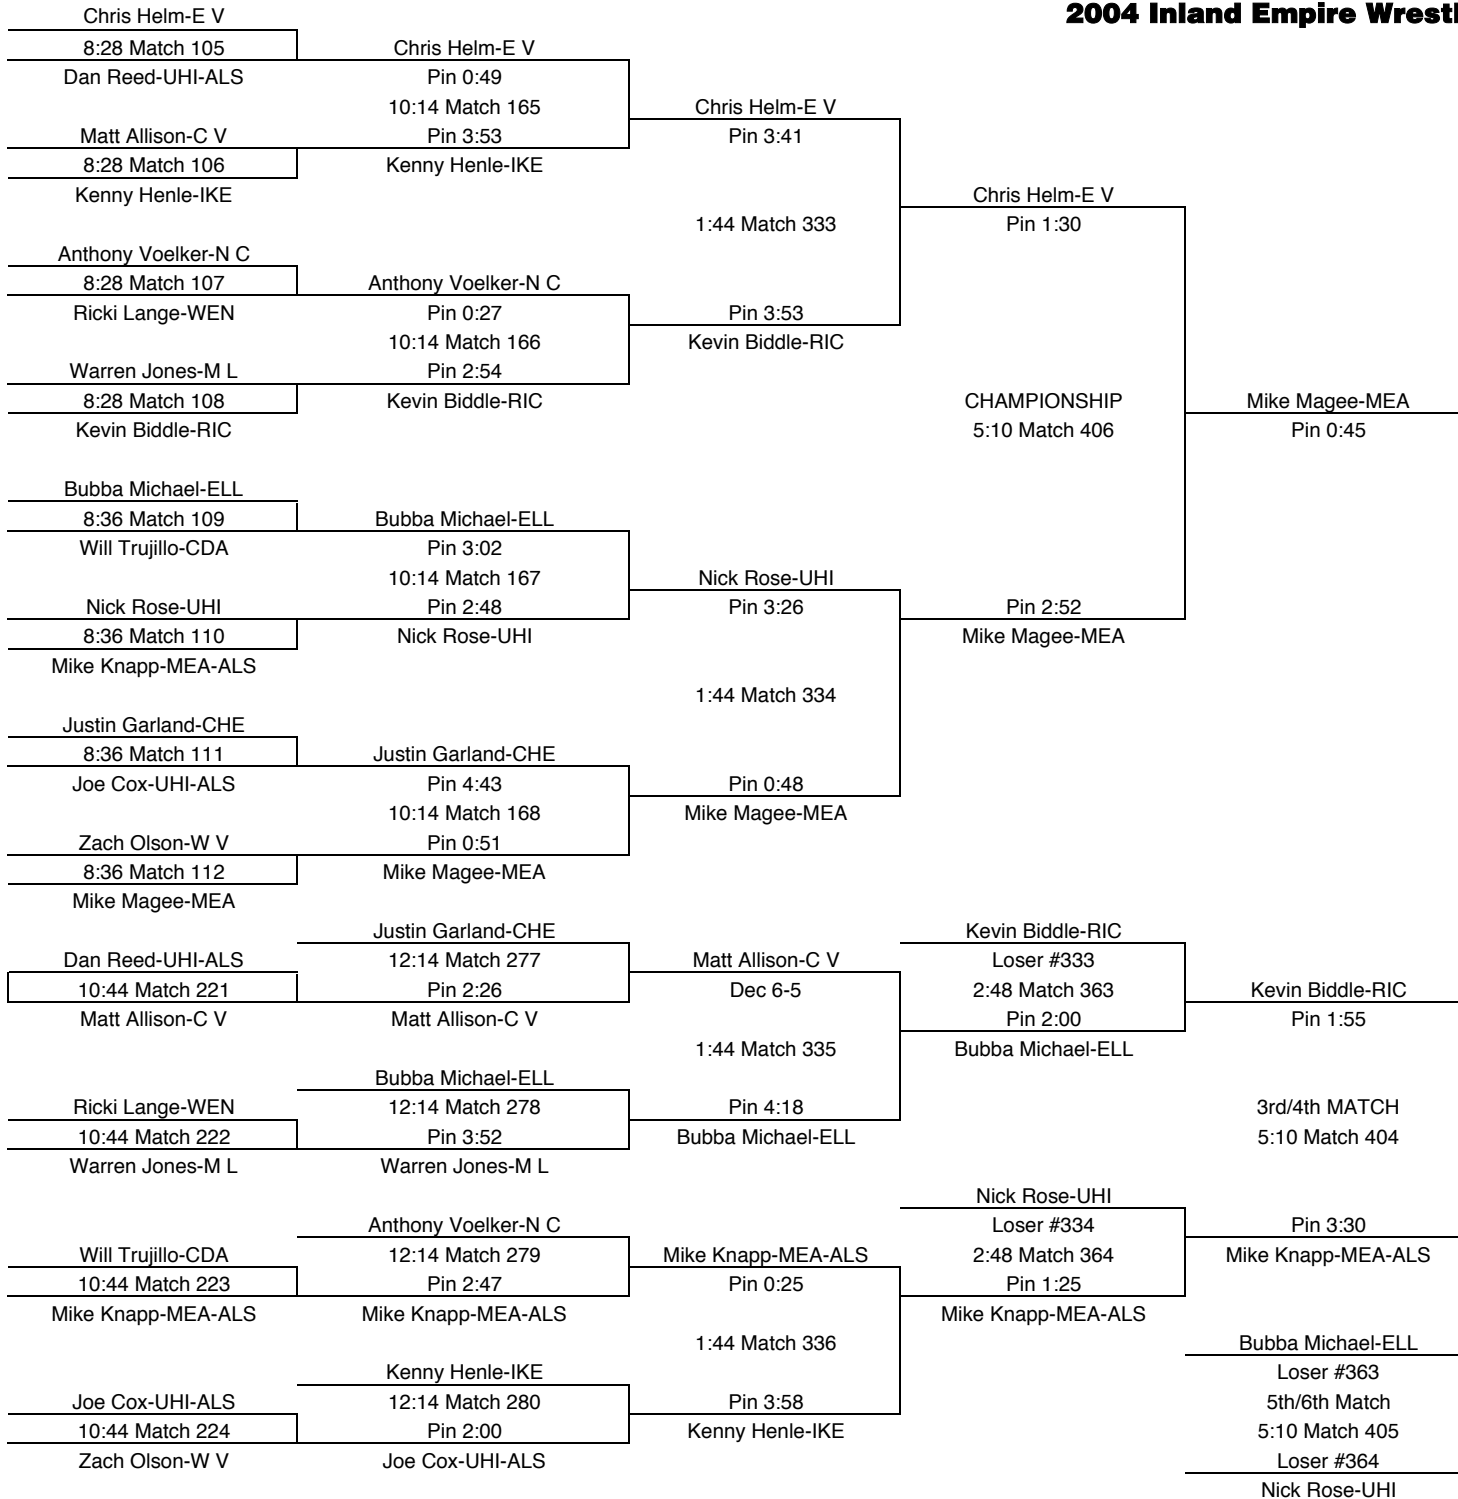 2004 Inland Empire Wrestl
Chris Helm-E V
8:28 Match 105
Dan Reed-UHI-ALS
Matt Allison-C V
8:28 Match 106
Kenny Henle-IKE
Anthony Voelker-N C
8:28 Match 107
Ricki Lange-WEN
Warren Jones-M L
8:28 Match 108
Kevin Biddle-RIC
Bubba Michael-ELL
8:36 Match 109
Will Trujillo-CDA
Nick Rose-UHI
8:36 Match 110
Mike Knapp-MEA-ALS
Justin Garland-CHE
8:36 Match 111
Joe Cox-UHI-ALS
Zach Olson-W V
8:36 Match 112
Mike Magee-MEA
Chris Helm-E V
Pin 0:49
10:14 Match 165
Pin 3:53
Kenny Henle-IKE
Anthony Voelker-N C
Pin 0:27
10:14 Match 166
Pin 2:54
Kevin Biddle-RIC
Bubba Michael-ELL
Pin 3:02
10:14 Match 167
Pin 2:48
Nick Rose-UHI
Justin Garland-CHE
Pin 4:43
10:14 Match 168
Pin 0:51
Mike Magee-MEA
Chris Helm-E V
Pin 3:41
1:44 Match 333
Pin 3:53
Kevin Biddle-RIC
Nick Rose-UHI
Pin 3:26
1:44 Match 334
Pin 0:48
Mike Magee-MEA
Chris Helm-E V
Pin 1:30
CHAMPIONSHIP
5:10 Match 406
Pin 2:52
Mike Magee-MEA
Mike Magee-MEA
Pin 0:45
Dan Reed-UHI-ALS
10:44 Match 221
Matt Allison-C V
Ricki Lange-WEN
10:44 Match 222
Warren Jones-M L
Will Trujillo-CDA
10:44 Match 223
Mike Knapp-MEA-ALS
Joe Cox-UHI-ALS
10:44 Match 224
Zach Olson-W V
Justin Garland-CHE
12:14 Match 277
Pin 2:26
Matt Allison-C V
Bubba Michael-ELL
12:14 Match 278
Pin 3:52
Warren Jones-M L
Anthony Voelker-N C
12:14 Match 279
Pin 2:47
Mike Knapp-MEA-ALS
Kenny Henle-IKE
12:14 Match 280
Pin 2:00
Joe Cox-UHI-ALS
Matt Allison-C V
Dec 6-5
1:44 Match 335
Pin 4:18
Bubba Michael-ELL
Mike Knapp-MEA-ALS
Pin 0:25
1:44 Match 336
Pin 3:58
Kenny Henle-IKE
Kevin Biddle-RIC
Loser #333
2:48 Match 363
Pin 2:00
Bubba Michael-ELL
Nick Rose-UHI
Loser #334
2:48 Match 364
Pin 1:25
Mike Knapp-MEA-ALS
Kevin Biddle-RIC
Pin 1:55
3rd/4th MATCH
5:10 Match 404
Pin 3:30
Mike Knapp-MEA-ALS
Bubba Michael-ELL
Loser #363
5th/6th Match
5:10 Match 405
Loser #364
Nick Rose-UHI